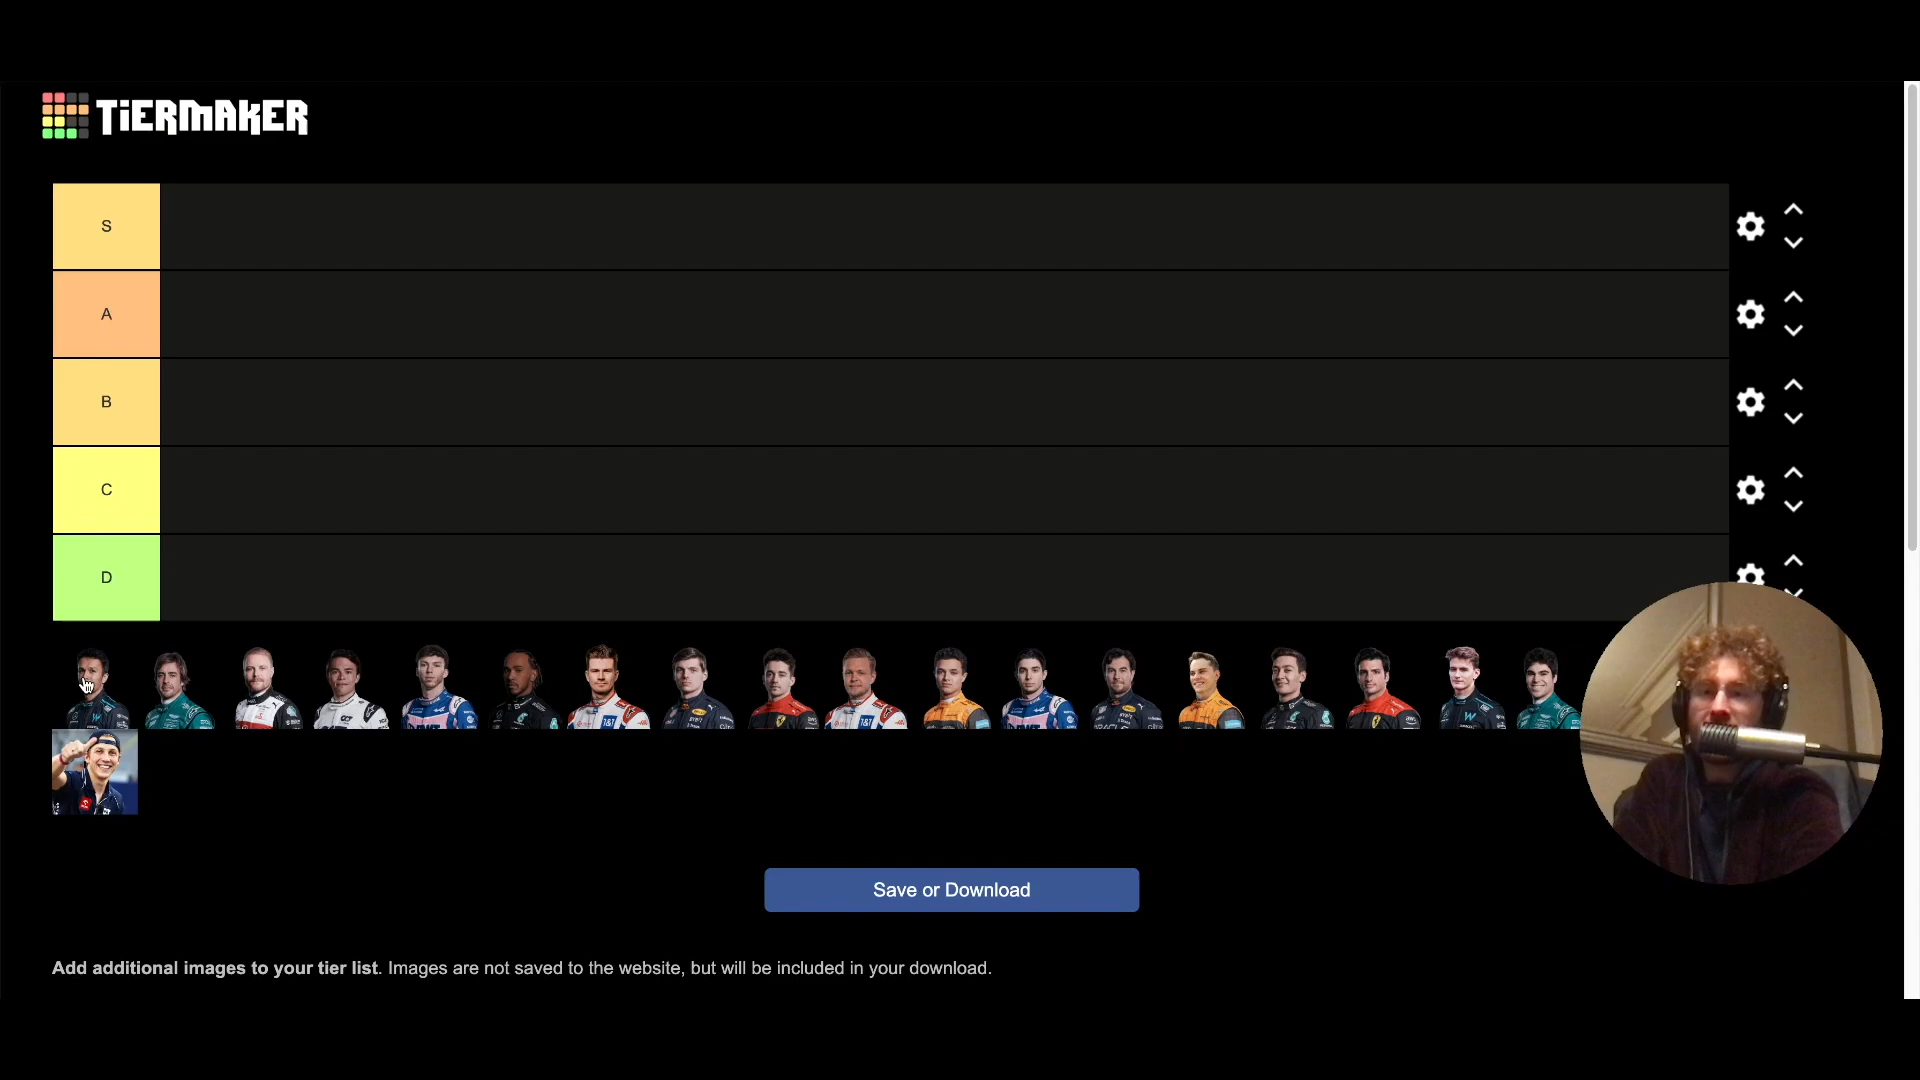 TiERMAKER
S
A
B
C
D
Save or Download
Add additional images to your tier list. Images are not saved to the website, but will be included in your download.